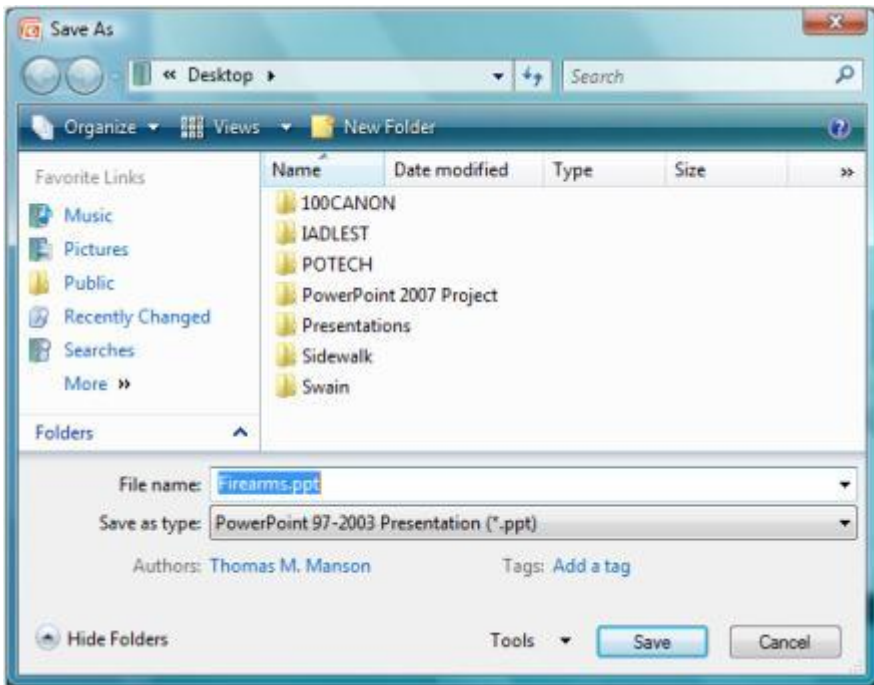 Save As
« Desktop
Search
Organize Views New Folder
Favorite Links
Music
Pictures
Public
Recently Changed
Searches
More »
Folders
Name Date modified Type Size »
100CANON
IADLEST
POTECH
PowerPoint 2007 Project
Presentations
Sidewalk
Swain
File name: Firearms.ppt
Save as type: PowerPoint 97-2003 Presentation (*.ppt)
Authors: Thomas M. Manson Tags: Add a tag
Hide Folders Tools Save Cancel